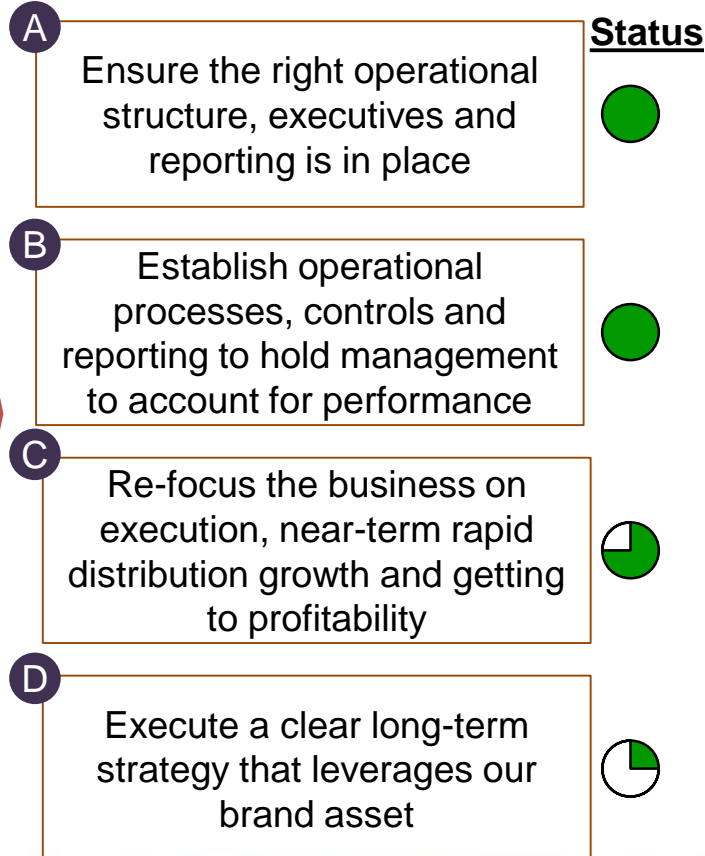 A
Status
Ensure the right operational
structure, executives and
reporting is in place
B
Establish operational
processes, controls and
reporting to hold management
to account for performance
C
Re-focus the business on
execution, near-term rapid
distribution growth and getting
to profitability
D
Execute a clear long-term
strategy that leverages our
brand asset